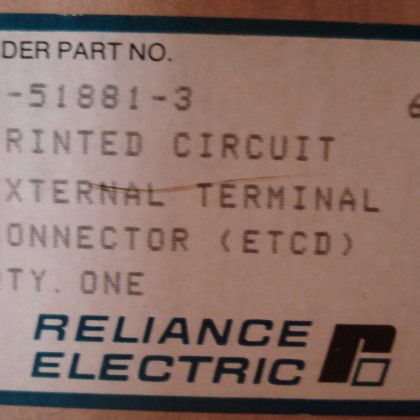 DER PART NO.
-51881-3
RINTED CIRCUIT
XTERNAL TERMINAL
ONNECTOR (ETCD)
TY. ONE
RELIANCE
ELECTRIC